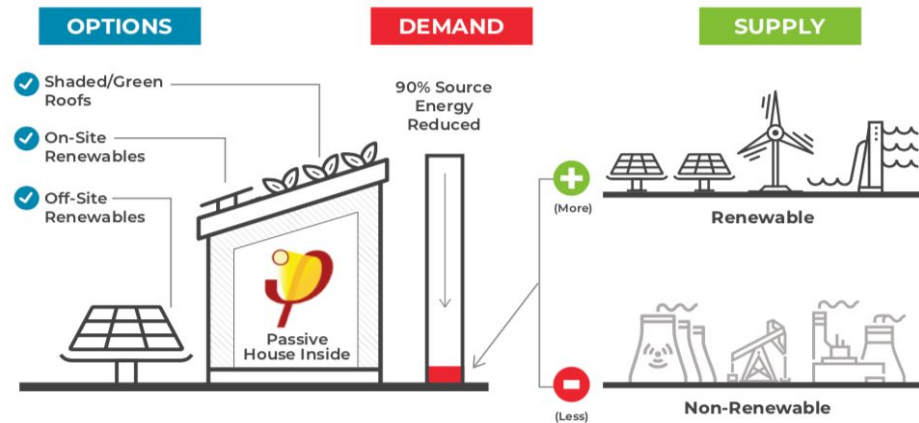 OPTIONS
Shaded/Green
Roofs
On-Site
Renewables
Off-Site
Renewables
Passive
House Inside
DEMAND
90% Source
Energy
Reduced
SUPPLY
(More)
Renewable
(Less)
Non-Renewable